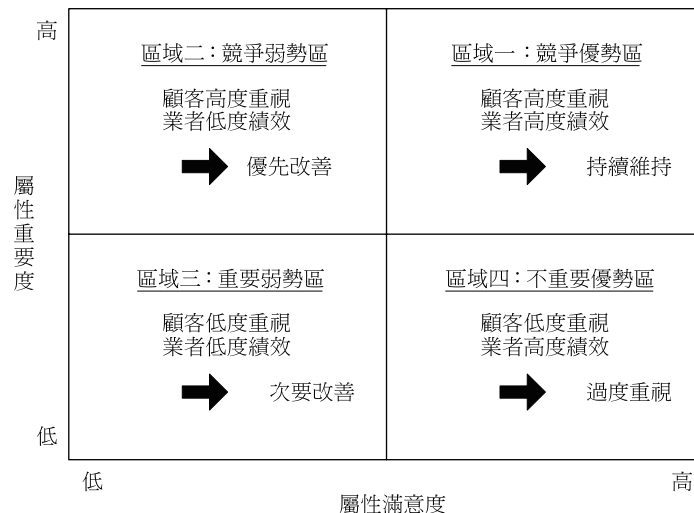 高
區域二：競爭弱勢區
顧客高度重視
業者低度績效
優先改善
區域一：競爭優勢區
顧客高度重視
業者高度績效
持續維持
屬性重要度
區域三：重要弱勢區
顧客低度重視
業者低度績效
次要改善
區域四：不重要優勢區
顧客低度重視
業者高度績效
過度重視
低
低
高
屬性滿意度